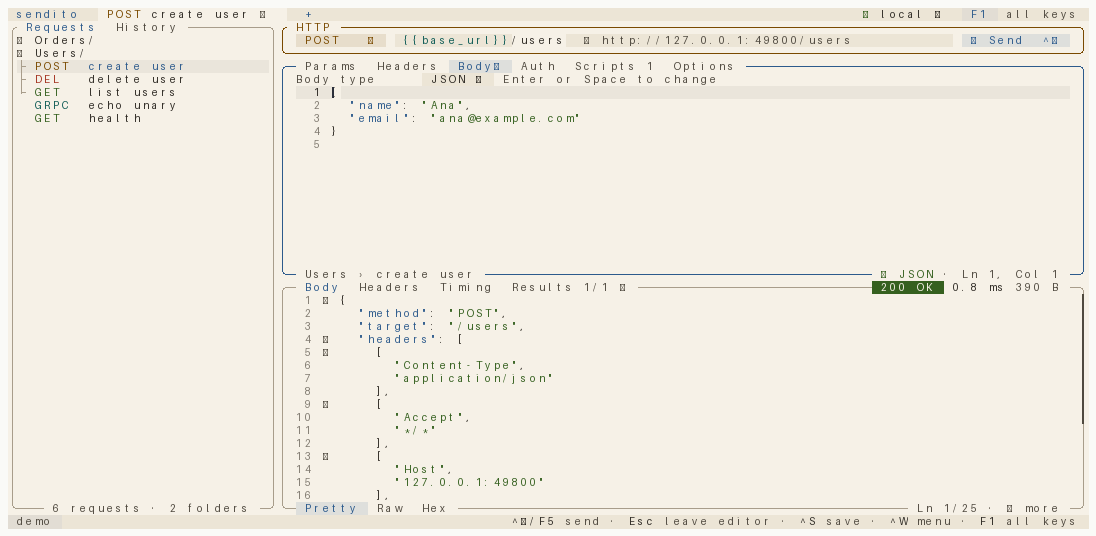 sendito POST create user + local F1 all keys
Requests History
Orders/
Users/
POST create user
DEL delete user
GET list users
GRPC echo unary
GET health
6 requests · 2 folders
HTTP
POST {{base_url}}/users http://127.0.0.1:49800/users Send ^
Params Headers Body Auth Scripts 1 Options
Body type JSON Enter or Space to change
1 {
2 "name": "Ana",
3 "email": "ana@example.com"
4 }
5
Users › create user JSON · Ln 1, Col 1
Body Headers Timing Results 1/1 200 OK 0.8 ms 390 B
1 {
2 "method": "POST",
3 "target": "/users",
4 "headers": [
5 [
6 "Content-Type",
7 "application/json"
8 ],
9 [
10 "Accept",
11 "*/*"
12 ],
13 [
14 "Host",
15 "127.0.0.1:49800"
16 ],
Pretty Raw Hex Ln 1/25 · more
demo ^/F5 send · Esc leave editor · ^S save · ^W menu · F1 all keys